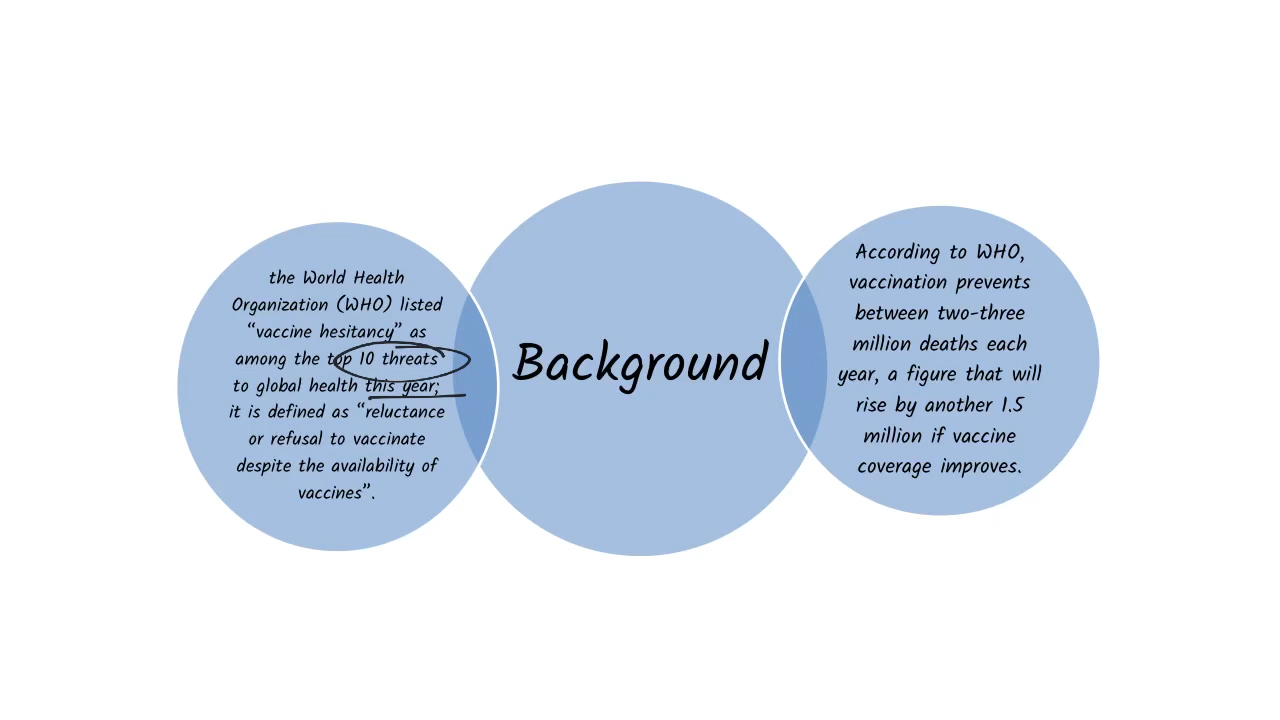 the World Health
Organization (WHO) listed
“vaccine hesitancy” as
among the top 10 threats
to global health this year;
it is defined as “reluctance
or refusal to vaccinate
despite the availability of
vaccines”.
Background
According to WHO,
vaccination prevents
between two-three
million deaths each
year, a figure that will
rise by another 1.5
million if vaccine
coverage improves.